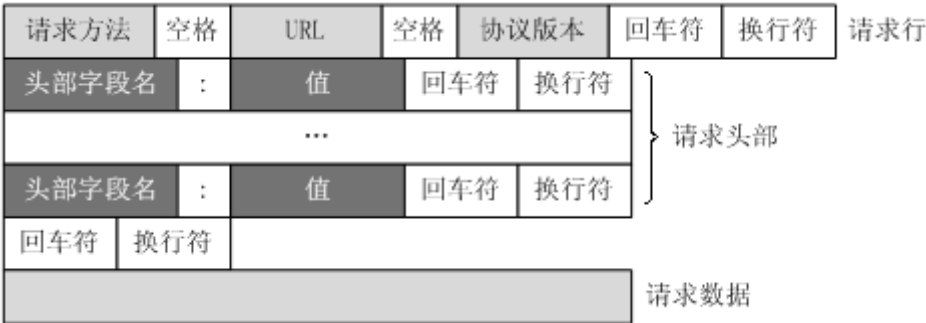 请求方法 空格 URL 空格 协议版本 回车符 换行符 请求行
头部字段名 : 值 回车符 换行符
… 请求头部
头部字段名 : 值 回车符 换行符
回车符 换行符
请求数据